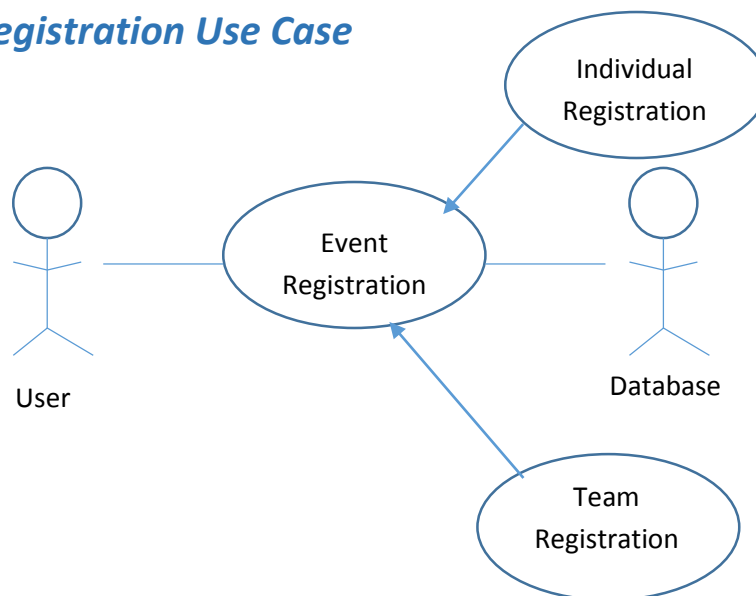 egistration Use Case
Individual
Registration
Event
Registration
User
Database
Team
Registration